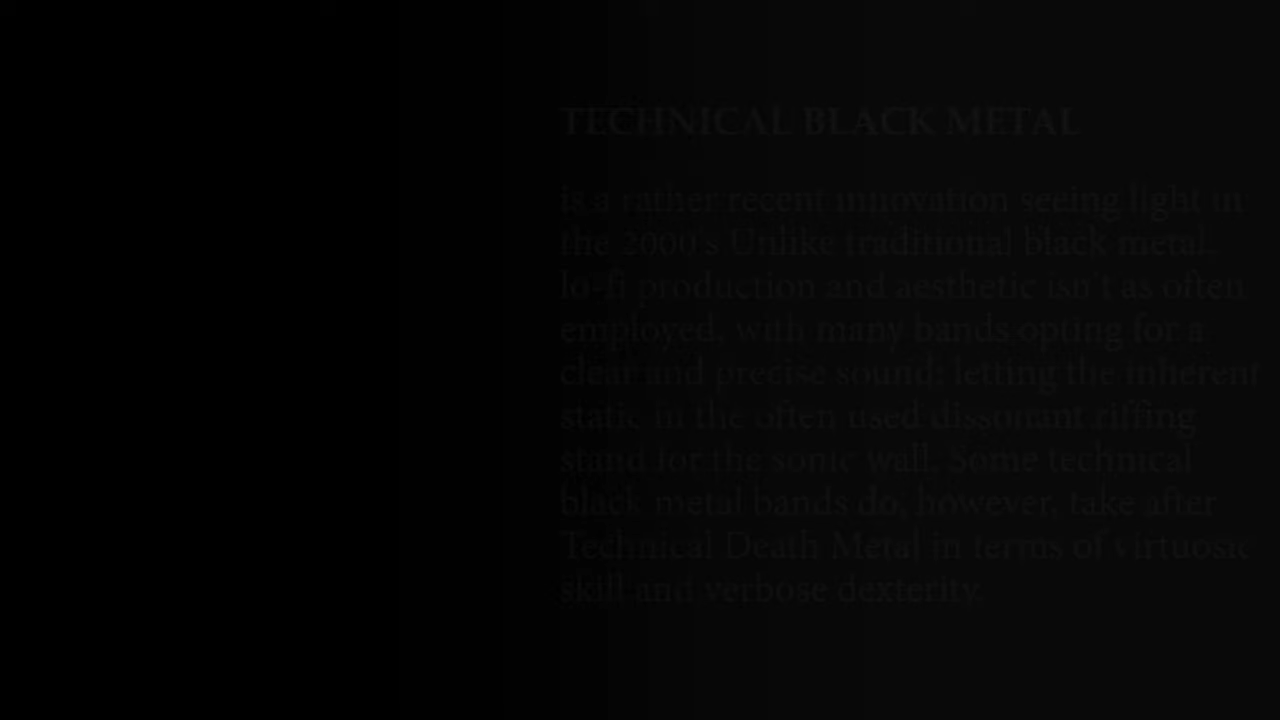 TECHNICAL BLACK METAL
is a rather recent innovation seeing light in
the 2000's Unlike traditional black metal,
lo-fi production and aesthetic isn't as often
employed, with many bands opting for a
clear and precise sound; letting the inherent
static in the often used dissonant riffing
stand for the sonic wall. Some technical
black metal bands do, however, take after
Technical Death Metal in terms of virtuosic
skill and verbose dexterity.